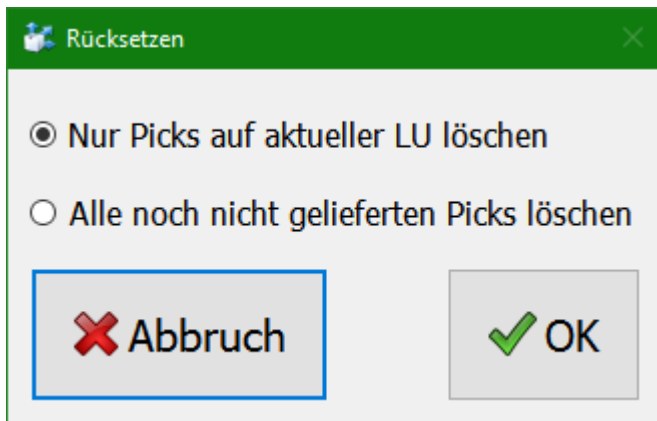 Rücksetzen
Nur Picks auf aktueller LU löschen
Alle noch nicht gelieferten Picks löschen
Abbruch
OK